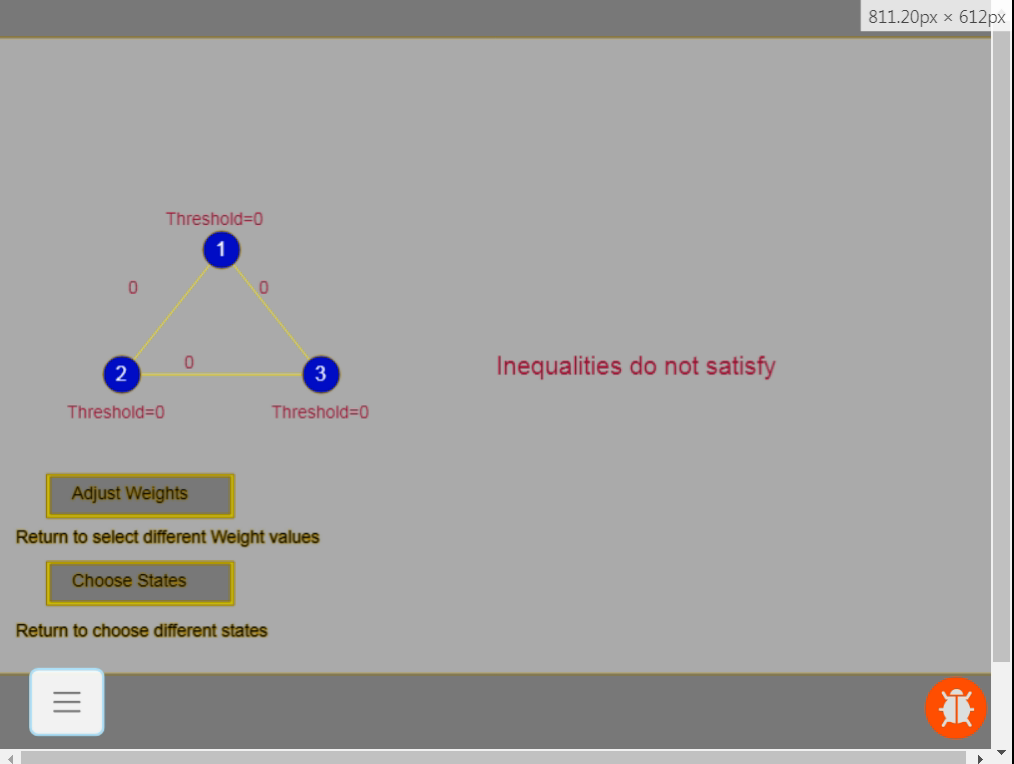 811.20px × 612px
Threshold=0
1
0
0
Inequalities do not satisfy
0
2
3
Threshold=0
Threshold=0
Adjust Weights
Return to select different Weight values
Choose States
Return to choose different states